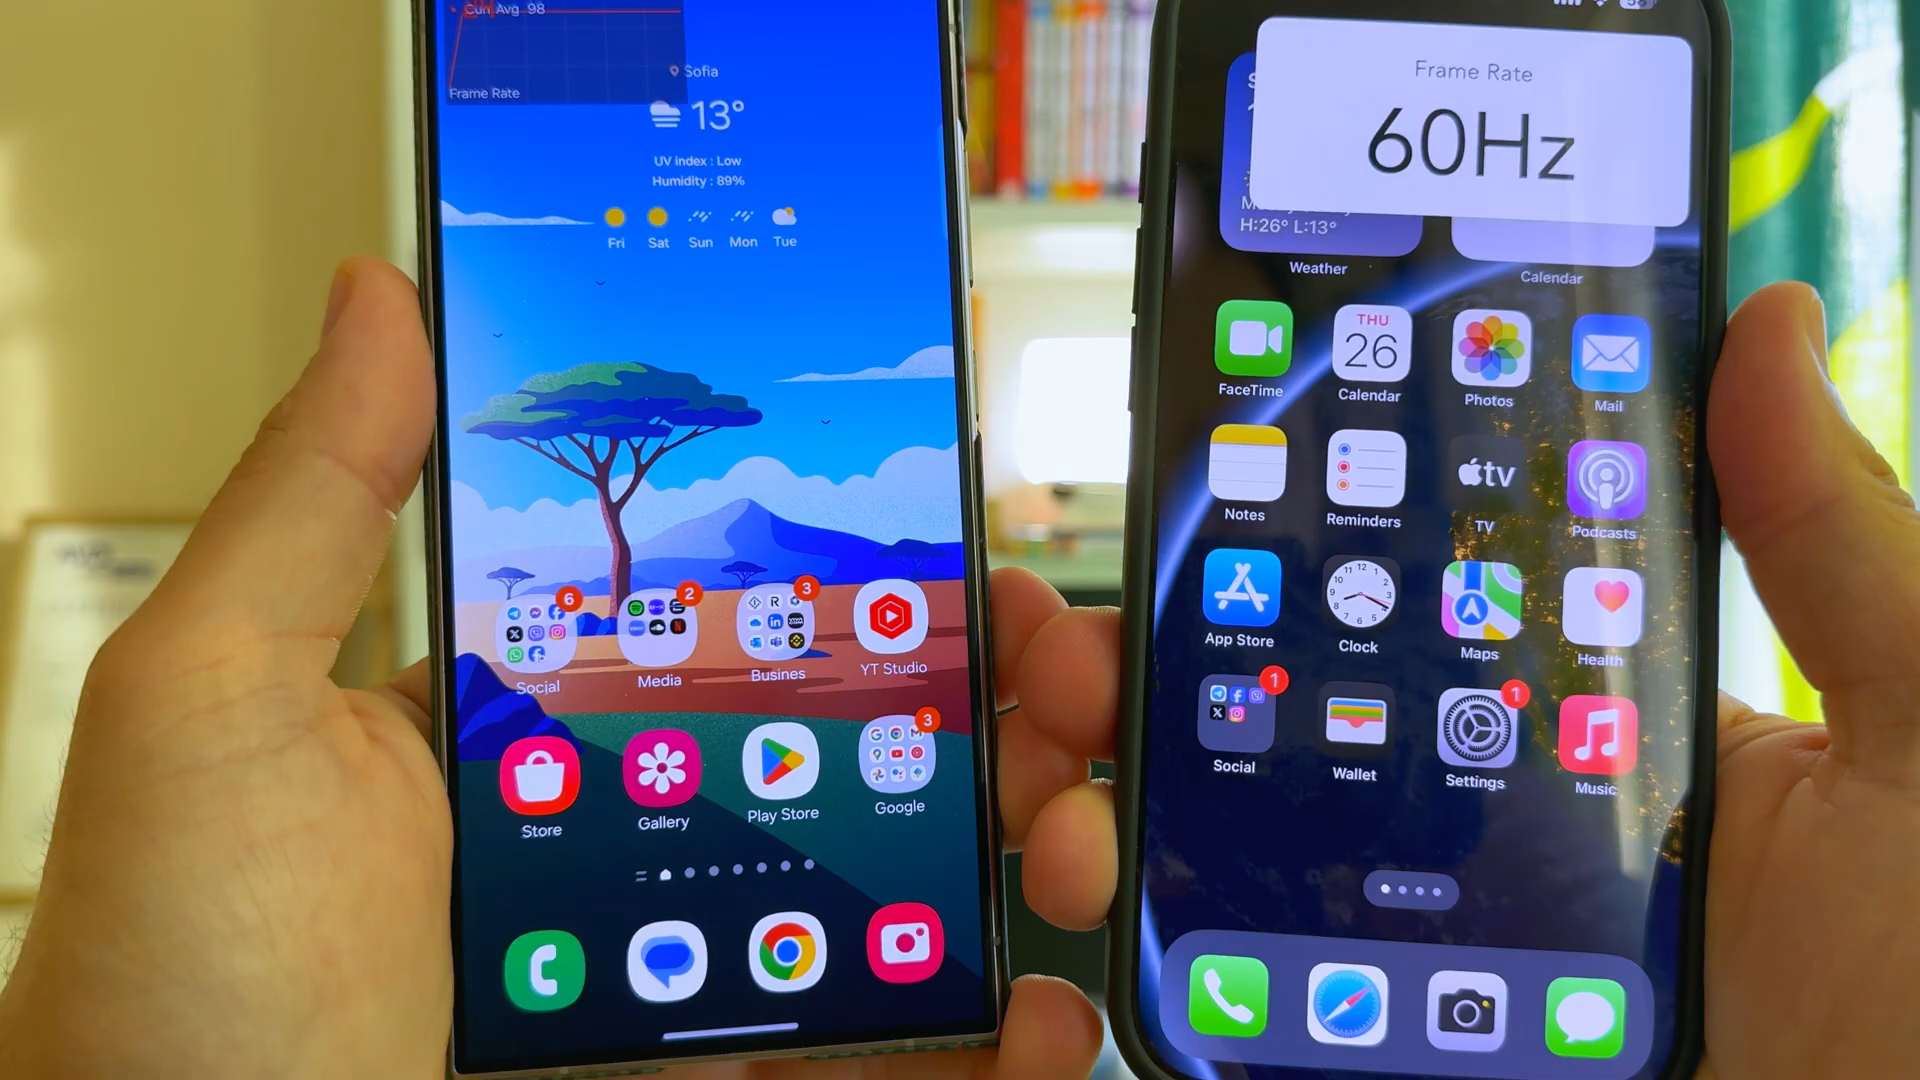 Avg 98
Frame Rate
Sofia
13°
UV index : Low
Humidity : 89%
Fri
Sat
Sun
Mon
Tue
6
2
3
Social
Media
Busines
YT Studio
3
Store
Gallery
Play Store
Google
Frame Rate
60Hz
H:26° L:13°
Weather
Calendar
THU
26
FaceTime
Calendar
Photos
Mail
tv
Notes
Reminders
TV
Podcasts
App Store
Clock
Maps
Health
1
1
Social
Wallet
Settings
Music